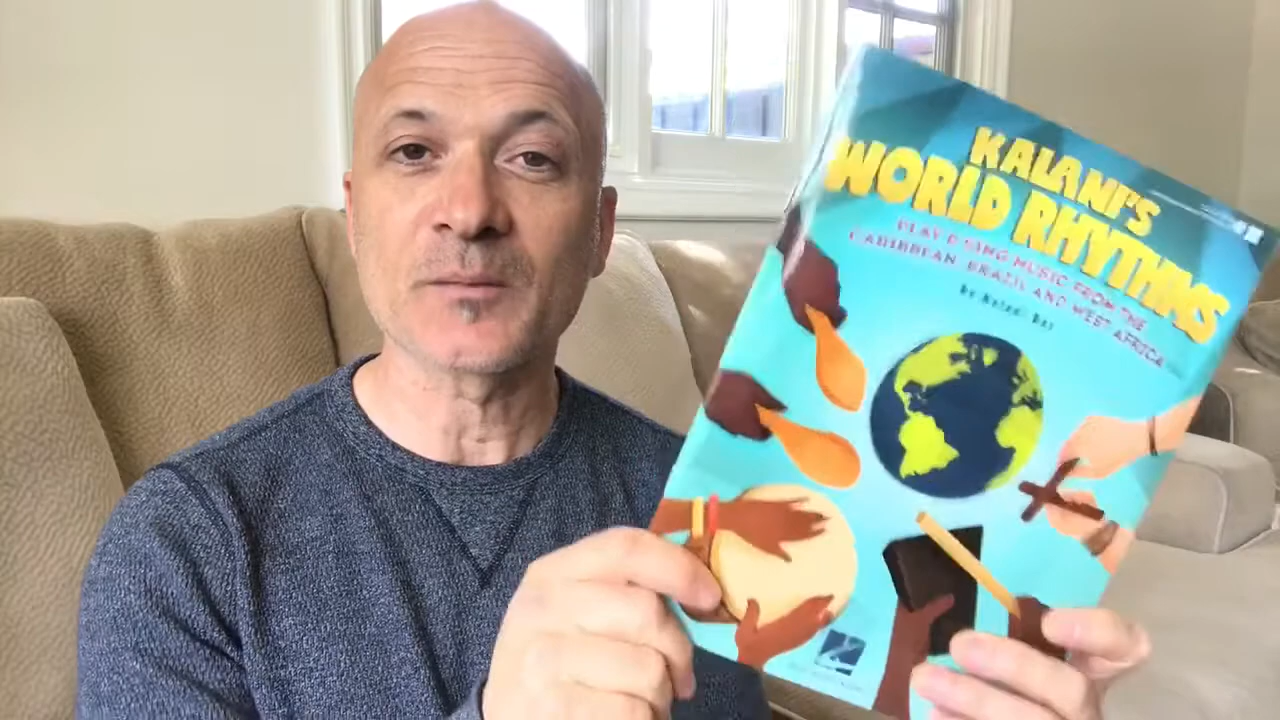 KALANI'S
WORLD RHYTHMS
PLAY & SING MUSIC FROM THE
CARIBBEAN, BRAZIL AND WEST AFRICA
By Kalani Das